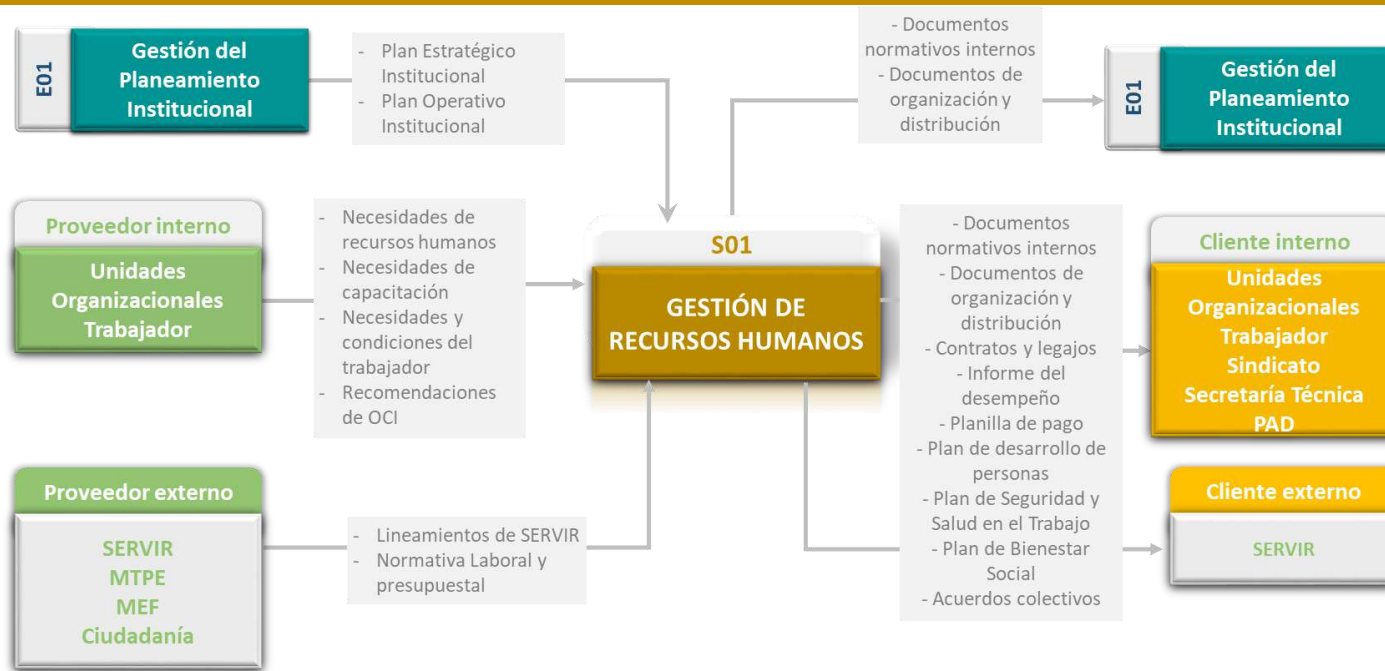 E01
Gestión del
Planeamiento
Institucional
- Plan Estratégico
Institucional
- Plan Operativo
Institucional
- Documentos
normativos internos
- Documentos de
organización y
distribución
E01
Gestión del
Planeamiento
Institucional
Proveedor interno
Unidades
Organizacionales
Trabajador
- Necesidades de
recursos humanos
- Necesidades de
capacitación
- Necesidades y
condiciones del
trabajador
- Recomendaciones
de OCI
S01
GESTIÓN DE
RECURSOS HUMANOS
- Documentos
normativos internos
- Documentos de
organización y
distribución
- Contratos y legajos
- Informe del
desempeño
- Planilla de pago
- Plan de desarrollo de
personas
- Plan de Seguridad y
Salud en el Trabajo
- Plan de Bienestar
Social
- Acuerdos colectivos
Cliente interno
Unidades
Organizacionales
Trabajador
Sindicato
Secretaría Técnica
PAD
Proveedor externo
SERVIR
MTPE
MEF
Ciudadanía
- Lineamientos de SERVIR
- Normativa Laboral y
presupuestal
Cliente externo
SERVIR